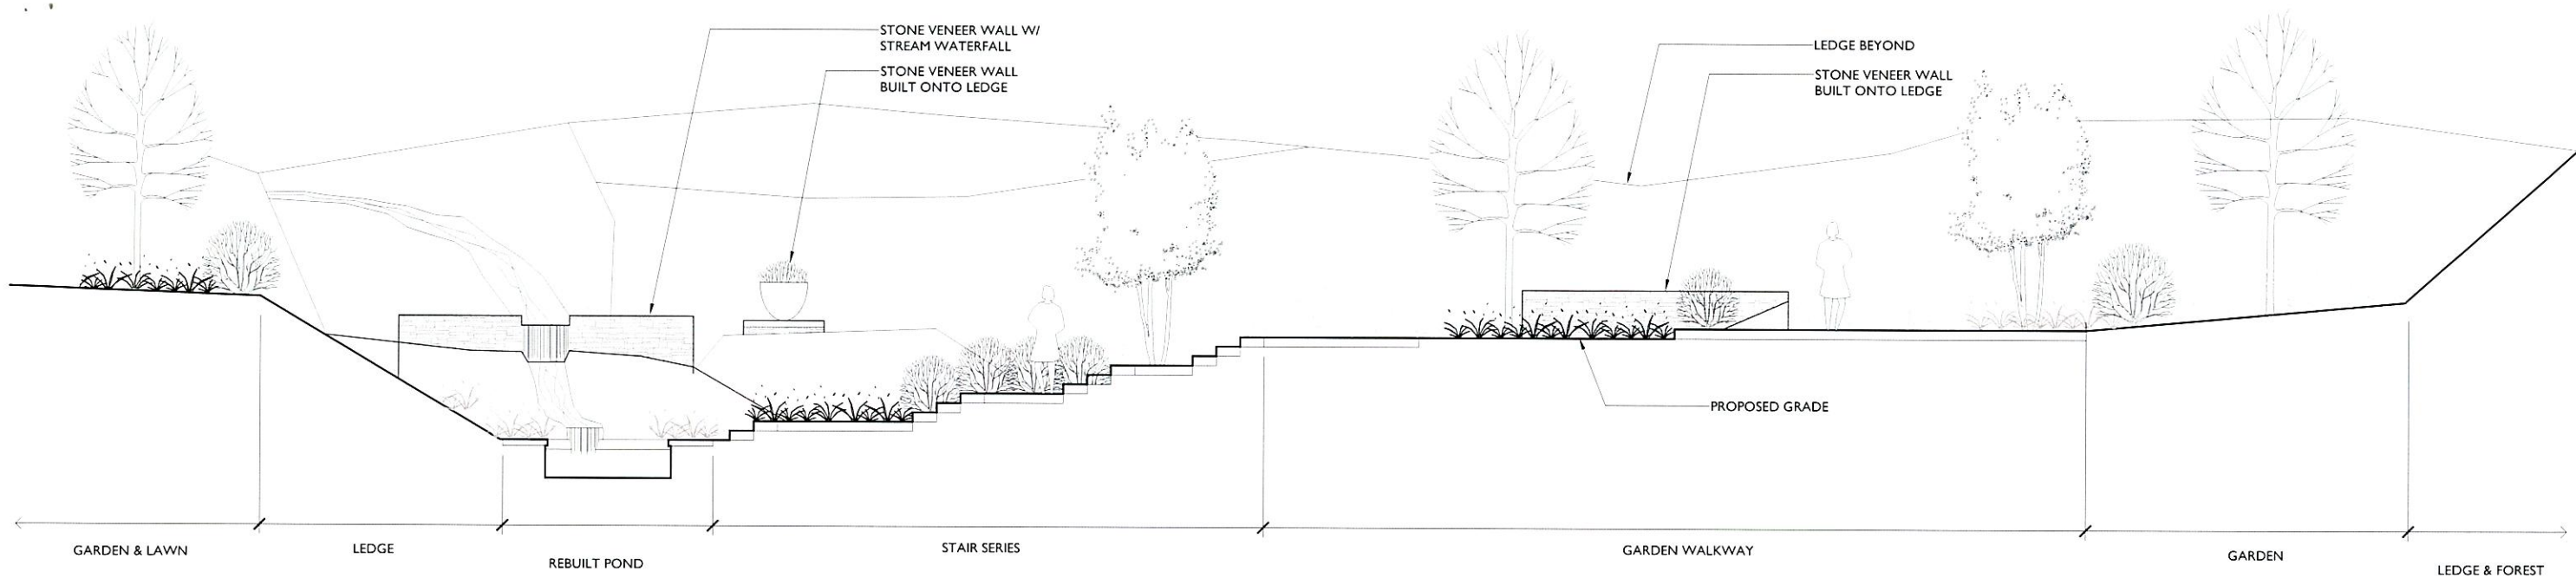 STONE VENEER WALL W/
STREAM WATERFALL
STONE VENEER WALL
BUILT ONTO LEDGE
LEDGE BEYOND
STONE VENEER WALL
BUILT ONTO LEDGE
PROPOSED GRADE
GARDEN & LAWN
LEDGE
REBUILT POND
STAIR SERIES
GARDEN WALKWAY
GARDEN
LEDGE & FOREST